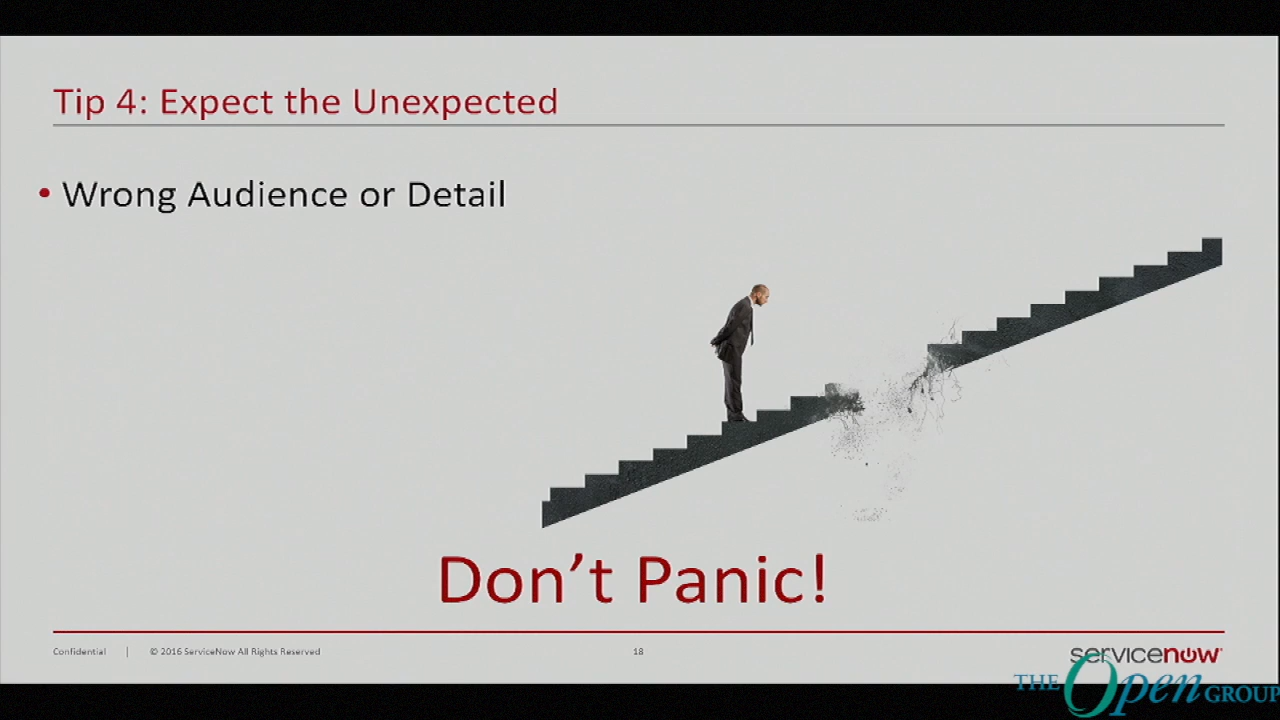 Tip 4: Expect the Unexpected
• Wrong Audience or Detail
Don’t Panic!
Confidential | © 2016 ServiceNow All Rights Reserved 18
servicenow
THE Open GROUP